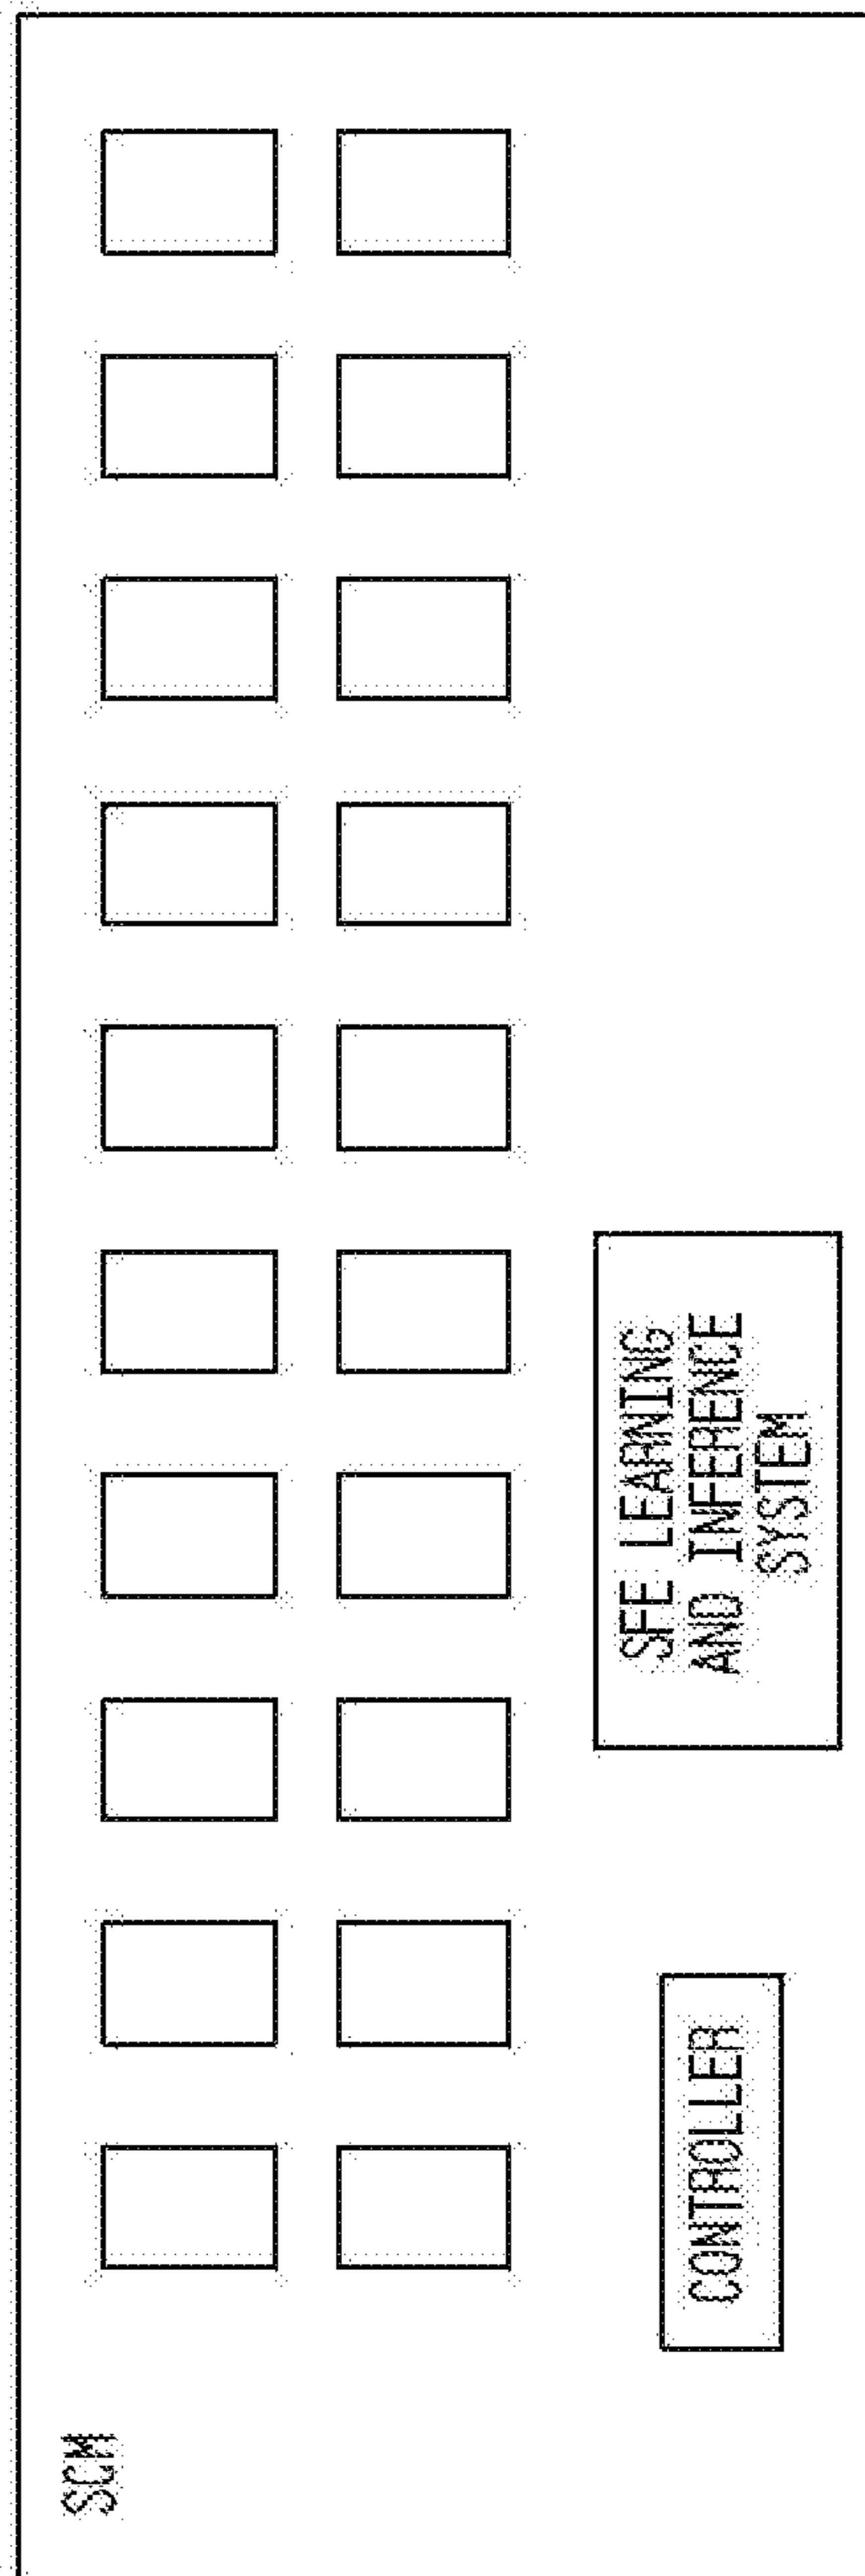 SCM
CONTROLLER
SFE LEARNING
AND INFERENCE
SYSTEM